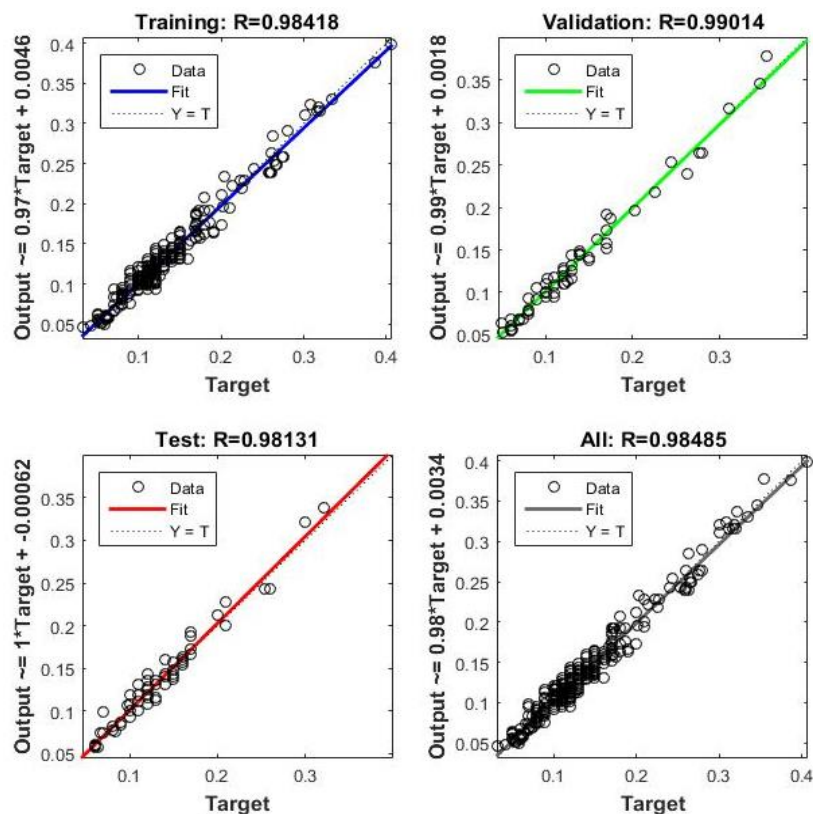 Training: R=0.98418
Output ~= 0.97*Target + 0.0046
0.4
0.35
0.3
0.25
0.2
0.15
0.1
0.05
Data
Fit
Y = T
0.1 0.2 0.3 0.4
Target
Validation: R=0.99014
Output ~= 0.99*Target + 0.0018
0.35
0.3
0.25
0.2
0.15
0.1
0.05
Data
Fit
Y = T
0.1 0.2 0.3
Target
Test: R=0.98131
Output ~= 1*Target + -0.00062
0.35
0.3
0.25
0.2
0.15
0.1
0.05
Data
Fit
Y = T
0.1 0.2 0.3
Target
All: R=0.98485
Output ~= 0.98*Target + 0.0034
0.4
0.35
0.3
0.25
0.2
0.15
0.1
0.05
Data
Fit
Y = T
0.1 0.2 0.3 0.4
Target